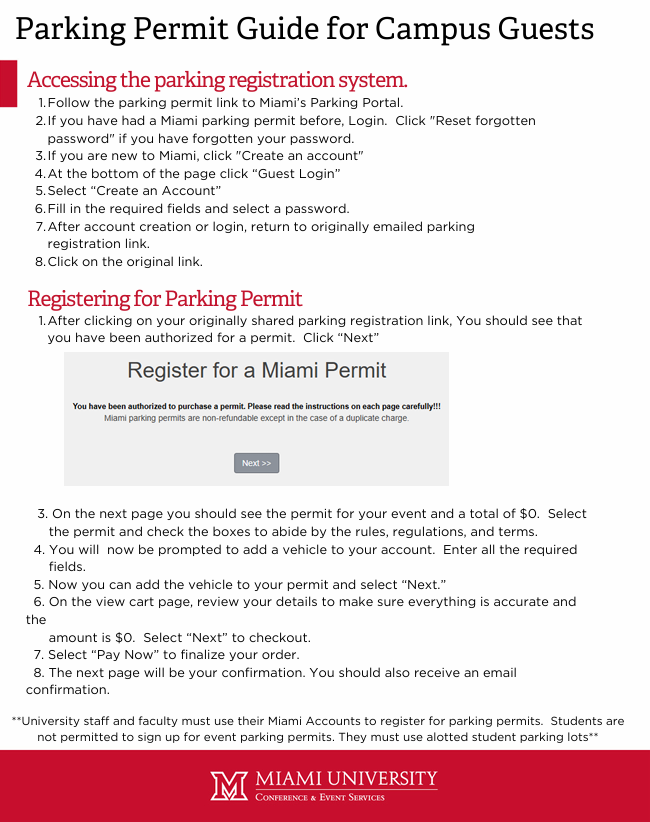 Parking Permit Guide for Campus Guests
Accessing the parking registration system.
1. Follow the parking permit link to Miami’s Parking Portal.
2. If you have had a Miami parking permit before, Login.  Click "Reset forgotten
password" if you have forgotten your password.
3. If you are new to Miami, click "Create an account"
4. At the bottom of the page click “Guest Login”
5. Select “Create an Account”
6. Fill in the required fields and select a password.
7. After account creation or login, return to originally emailed parking
registration link.
8. Click on the original link.
Registering for Parking Permit
1. After clicking on your originally shared parking registration link, You should see that
you have been authorized for a permit.  Click “Next”
Register for a Miami Permit
You have been authorized to purchase a permit. Please read the instructions on each page carefully!!!
Miami parking permits are non-refundable except in the case of a duplicate charge.
Next >>
3. On the next page you should see the permit for your event and a total of $0.  Select
the permit and check the boxes to abide by the rules, regulations, and terms.
4. You will  now be prompted to add a vehicle to your account.  Enter all the required
fields.
5. Now you can add the vehicle to your permit and select “Next.”
6. On the view cart page, review your details to make sure everything is accurate and
the
amount is $0.  Select “Next” to checkout.
7. Select “Pay Now” to finalize your order.
8. The next page will be your confirmation. You should also receive an email
confirmation.
**University staff and faculty must use their Miami Accounts to register for parking permits.  Students are
not permitted to sign up for event parking permits. They must use alotted student parking lots**
MIAMI UNIVERSITY
CONFERENCE & EVENT SERVICES